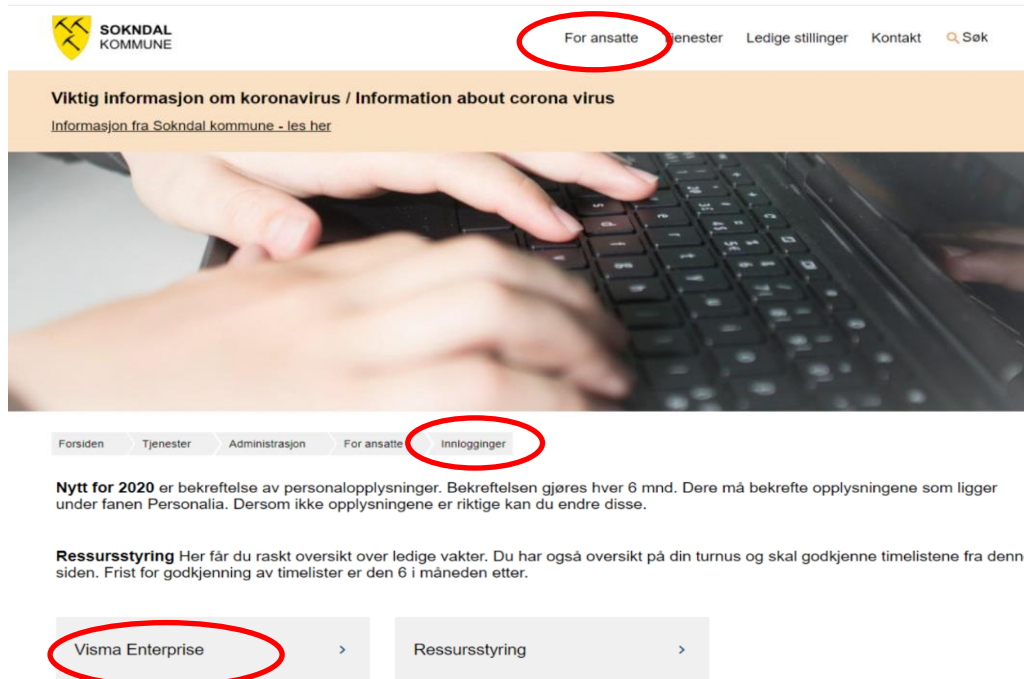 SOKNDAL
KOMMUNE
For ansatte Tjenester Ledige stillinger Kontakt Søk
Viktig informasjon om koronavirus / Information about corona virus
Informasjon fra Sokndal kommune - les her
Forsiden Tjenester Administrasjon For ansatte Innlogginger
Nytt for 2020 er bekreftelse av personalopplysninger. Bekreftelsen gjøres hver 6 mnd. Dere må bekrefte opplysningene som ligger
under fanen Personalia. Dersom ikke opplysningene er riktige kan du endre disse.
Ressursstyring Her får du raskt oversikt over ledige vakter. Du har også oversikt på din turnus og skal godkjenne timelistene fra denn
siden. Frist for godkjenning av timelister er den 6 i måneden etter.
Visma Enterprise > Ressursstyring >